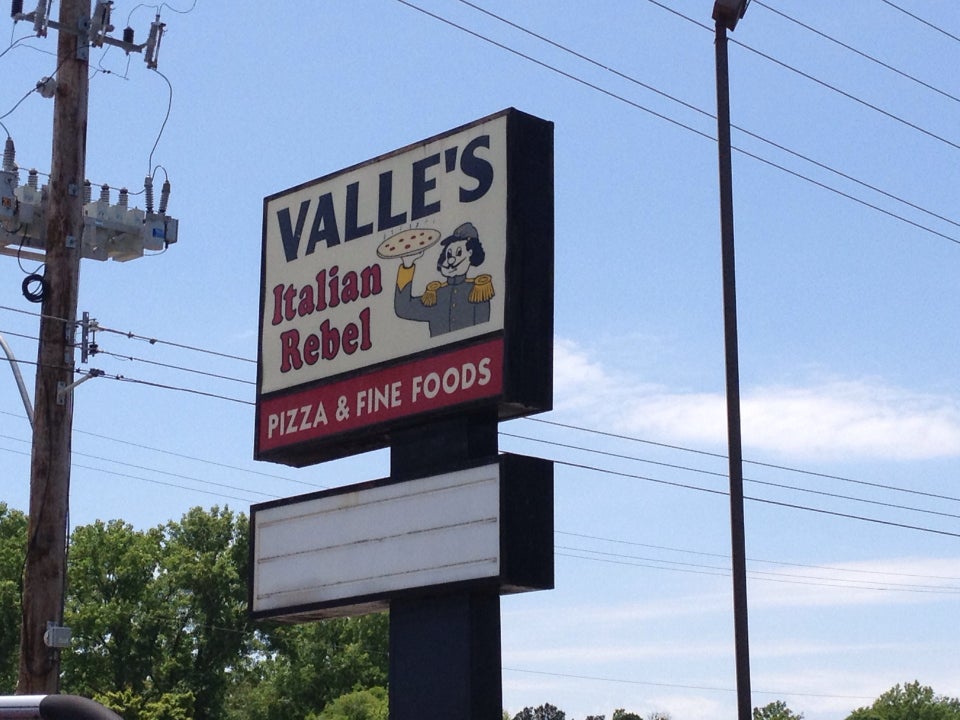 VALLE'S
Italian
Rebel
PIZZA & FINE FOODS